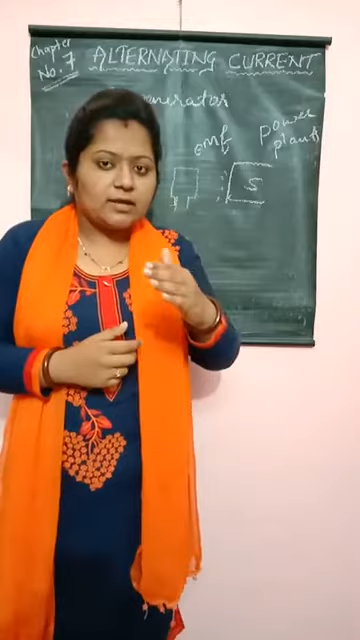 Chapter
No. 7
ALTERNATING CURRENT
enerator
emf
power
plants
S